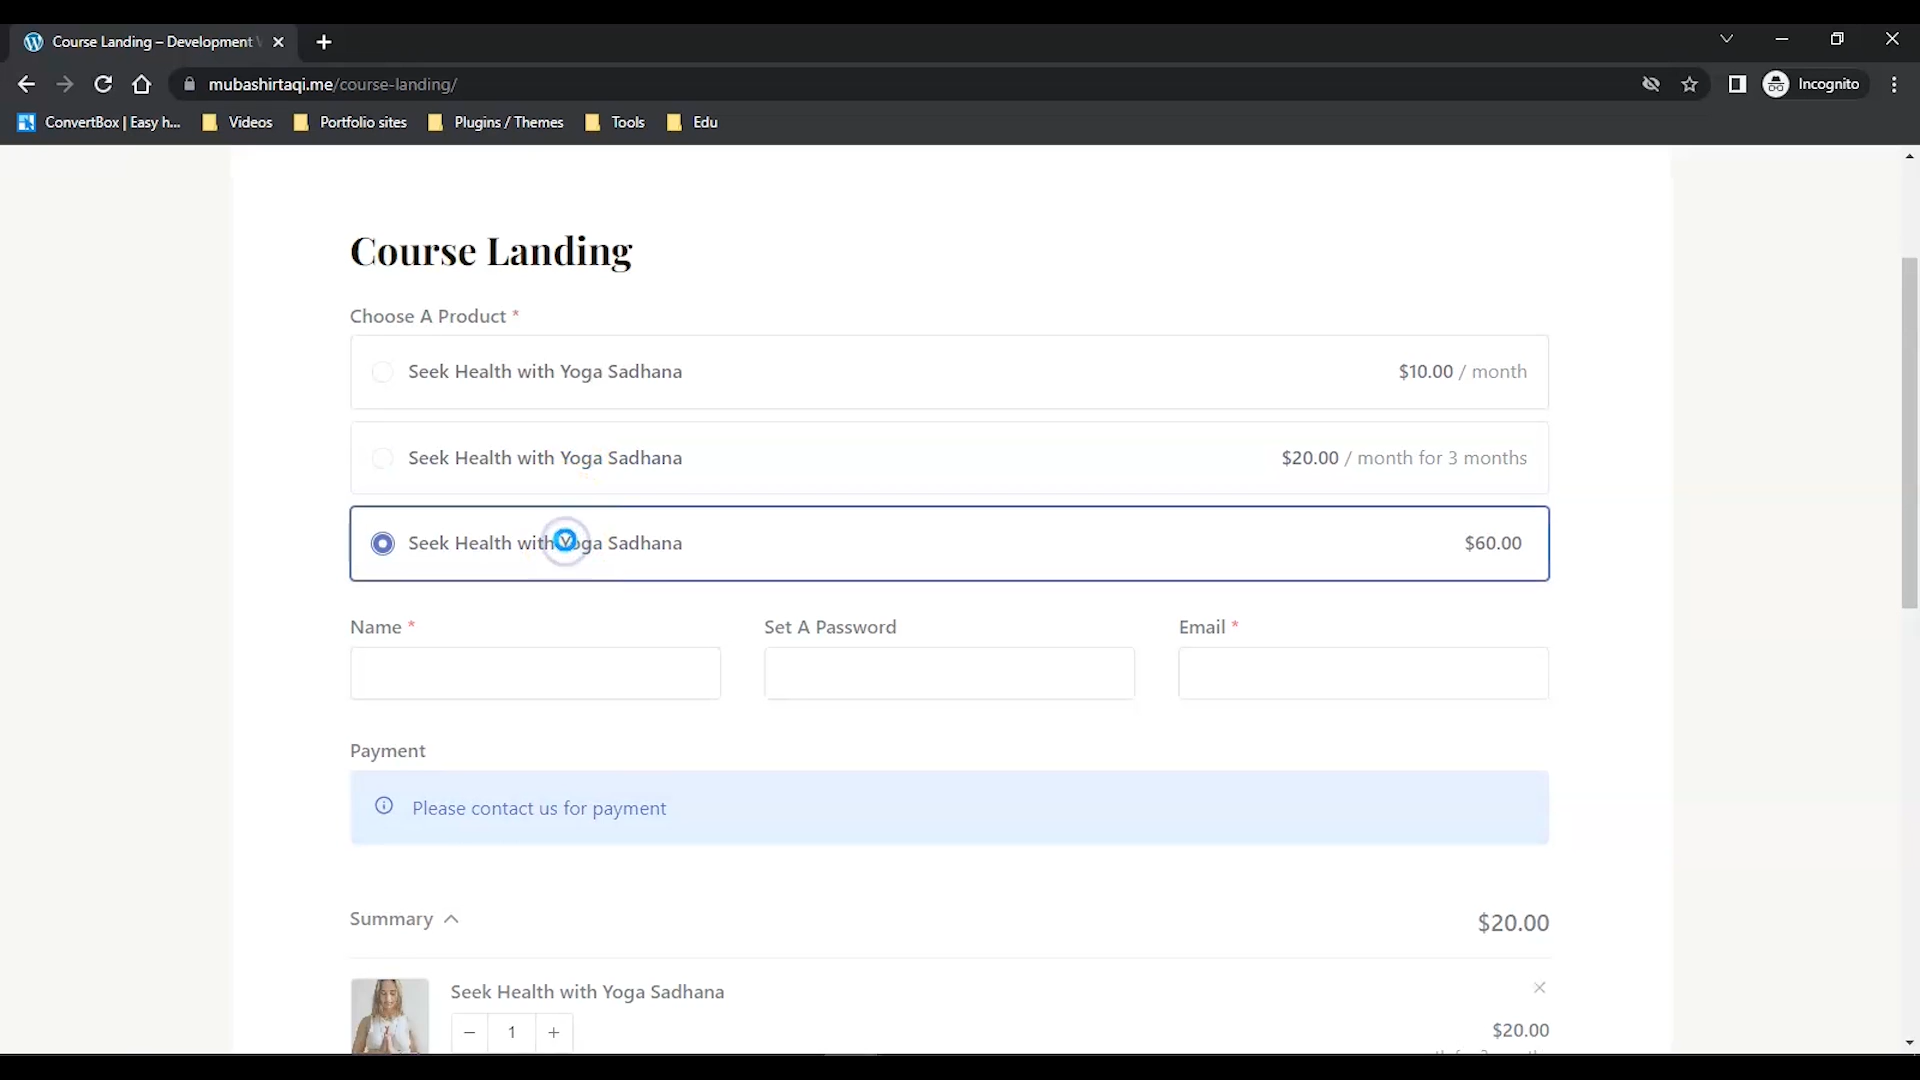 Course Landing – Development
Incognito
mubashirtaqi.me/course-landing/
ConvertBox | Easy h...
Videos
Portfolio sites
Plugins / Themes
Tools
Edu
Course Landing
Choose A Product *
Seek Health with Yoga Sadhana $10.00 / month
Seek Health with Yoga Sadhana $20.00 / month for 3 months
Seek Health with Yoga Sadhana $60.00
Name * Set A Password Email *
Payment
Please contact us for payment
Summary $20.00
Seek Health with Yoga Sadhana
− 1 + $20.00